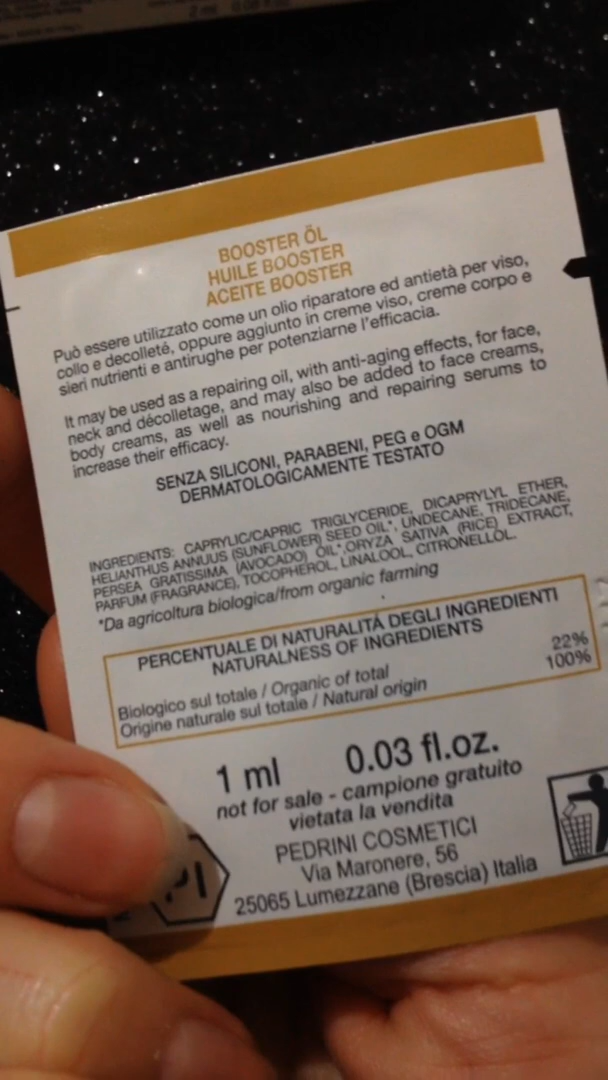 BOOSTER ÖL
HUILE BOOSTER
ACEITE BOOSTER
Può essere utilizzato come un olio riparatore ed antietà per viso,
collo e decolleté, oppure aggiunto in creme viso, creme corpo e
sieri nutrienti e antirughe per potenziarne l'efficacia.
It may be used as a repairing oil, with anti-aging effects, for face,
neck and décolletage, and may also be added to face creams,
body creams, as well as nourishing and repairing serums to
increase their efficacy.
SENZA SILICONI, PARABENI, PEG e OGM
DERMATOLOGICAMENTE TESTATO
INGREDIENTS: CAPRYLIC/CAPRIC TRIGLYCERIDE, DICAPRYLYL ETHER,
HELIANTHUS ANNUUS (SUNFLOWER) SEED OIL*, UNDECANE, TRIDECANE,
PERSEA GRATISSIMA (AVOCADO) OIL*,ORYZA SATIVA (RICE) EXTRACT,
PARFUM (FRAGRANCE), TOCOPHEROL, LINALOOL, CITRONELLOL.
*Da agricoltura biologica/from organic farming
PERCENTUALE DI NATURALITÀ DEGLI INGREDIENTI
NATURALNESS OF INGREDIENTS
Biologico sul totale / Organic of total 22%
Origine naturale sul totale / Natural origin 100%
1 ml 0.03 fl.oz.
not for sale - campione gratuito
vietata la vendita
PEDRINI COSMETICI
Via Maronere, 56
25065 Lumezzane (Brescia) Italia